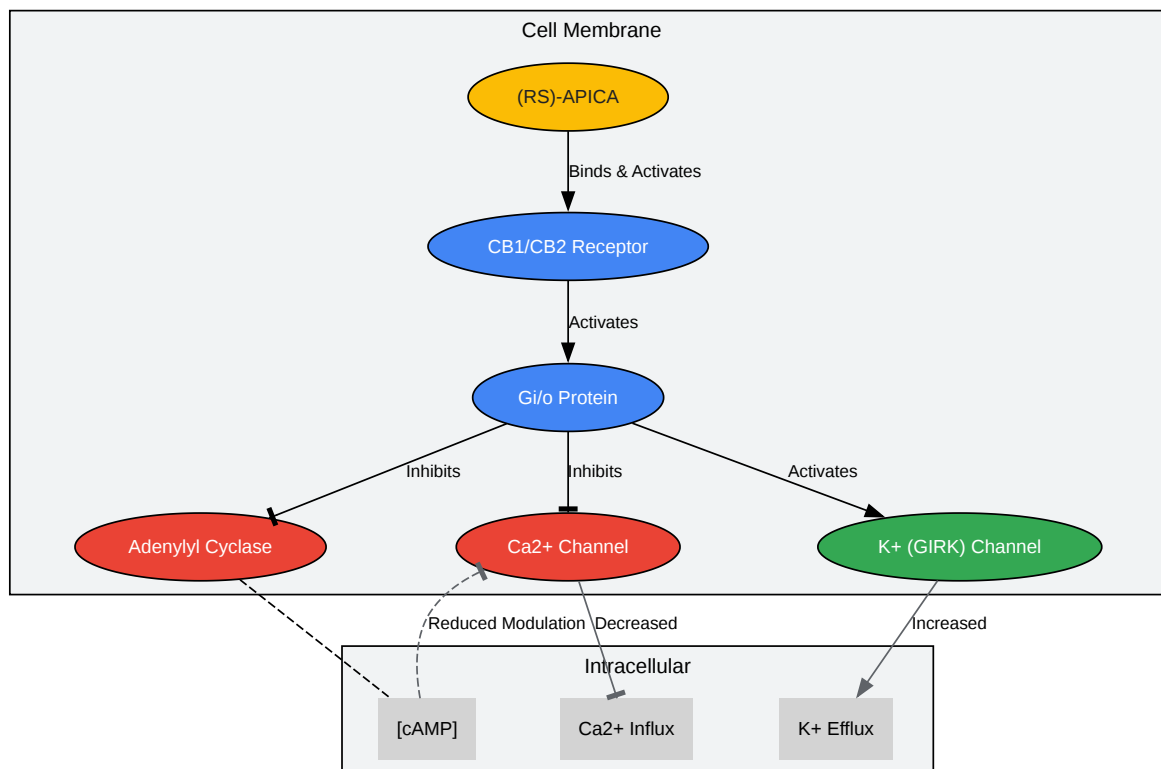 Cell Membrane
(RS)-APICA
Binds & Activates
CB1/CB2 Receptor
Activates
Gi/o Protein
Inhibits
Inhibits
Activates
Adenylyl Cyclase
Ca2+ Channel
K+ (GIRK) Channel
Reduced Modulation
Decreased
Increased
Intracellular
[cAMP]
Ca2+ Influx
K+ Efflux